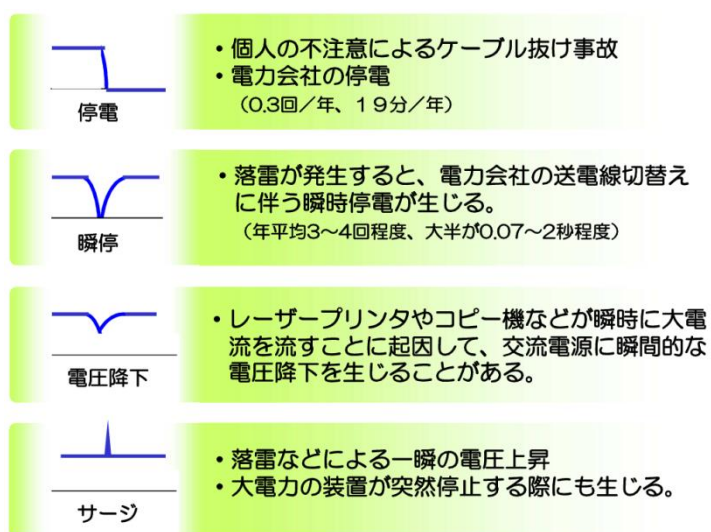 停電
・個人の不注意によるケーブル抜け事故
・電力会社の停電
（0.3回／年、１９分／年）
瞬停
・落雷が発生すると、電力会社の送電線切替え
に伴う瞬時停電が生じる。
（年平均3〜4回程度、大半が0.07〜2秒程度）
電圧降下
・レーザープリンタやコピー機などが瞬時に大電
流を流すことに起因して、交流電源に瞬間的な
電圧降下を生じることがある。
サージ
・落雷などによる一瞬の電圧上昇
・大電力の装置が突然停止する際にも生じる。